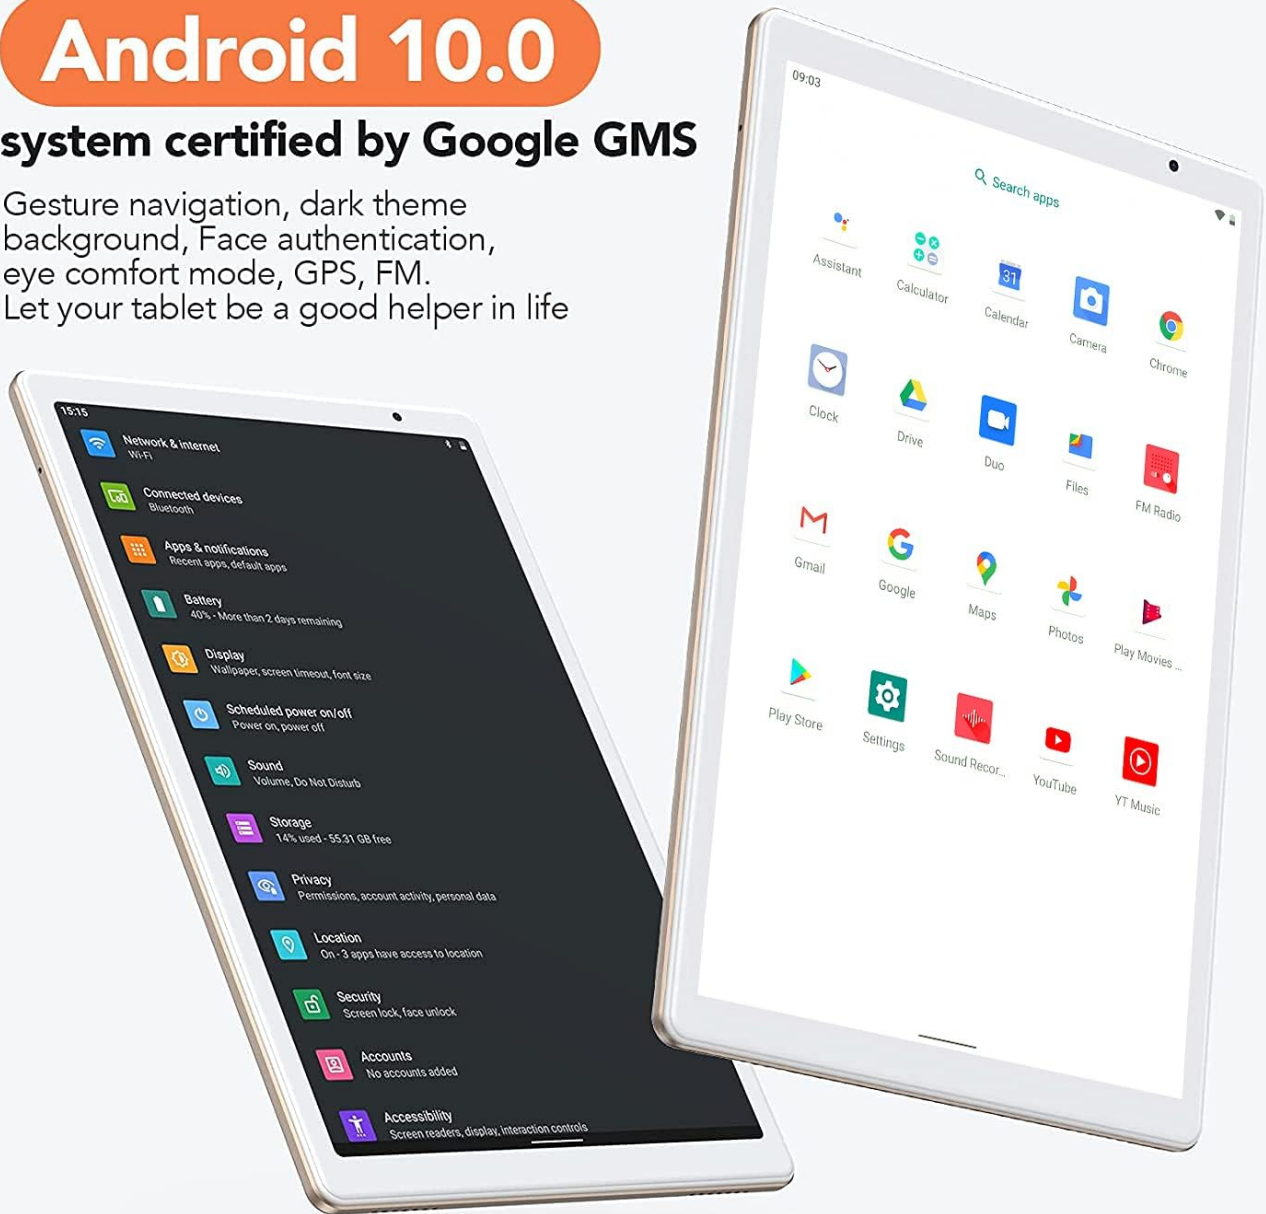 Android 10.0
system certified by Google GMS
Gesture navigation, dark theme
background, Face authentication,
eye comfort mode, GPS, FM.
Let your tablet be a good helper in life
15:15
Network & internet
Wi-Fi
Connected devices
Bluetooth
Apps & notifications
Recent apps, default apps
Battery
40% - More than 2 days remaining
Display
Wallpaper, screen timeout, font size
Scheduled power on/off
Power on, power off
Sound
Volume, Do Not Disturb
Storage
14% used - 55.31 GB free
Privacy
Permissions, account activity, personal data
Location
On - 3 apps have access to location
Security
Screen lock, face unlock
Accounts
No accounts added
Accessibility
Screen readers, display, interaction controls
09:03
Search apps
31
Assistant Calculator Calendar Camera Chrome
Clock Drive Duo Files FM Radio
Gmail Google Maps Photos Play Movies ...
Play Store Settings Sound Recor... YouTube YT Music